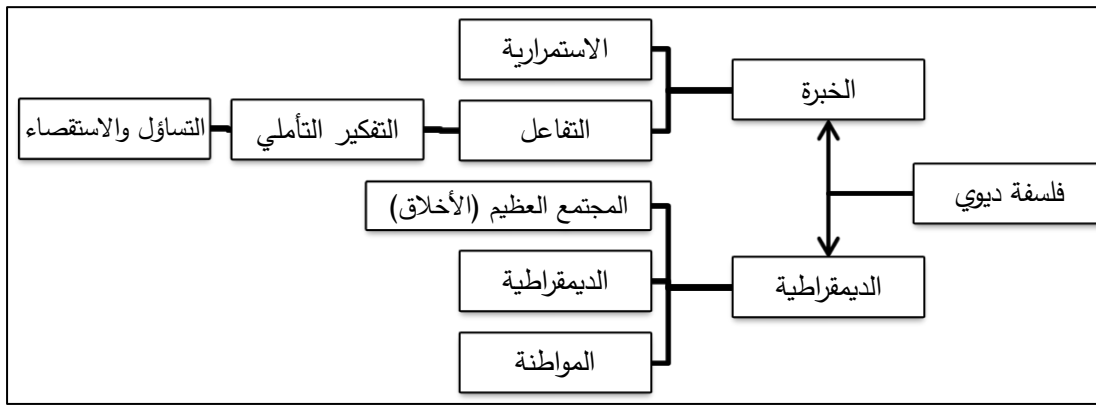 فلسفة ديوي
الخبرة
الاستمرارية
التفاعل
التفكير التأملي
التساؤل والاستقصاء
الديمقراطية
المجتمع العظيم (الأخلاق)
الديمقراطية
المواطنة